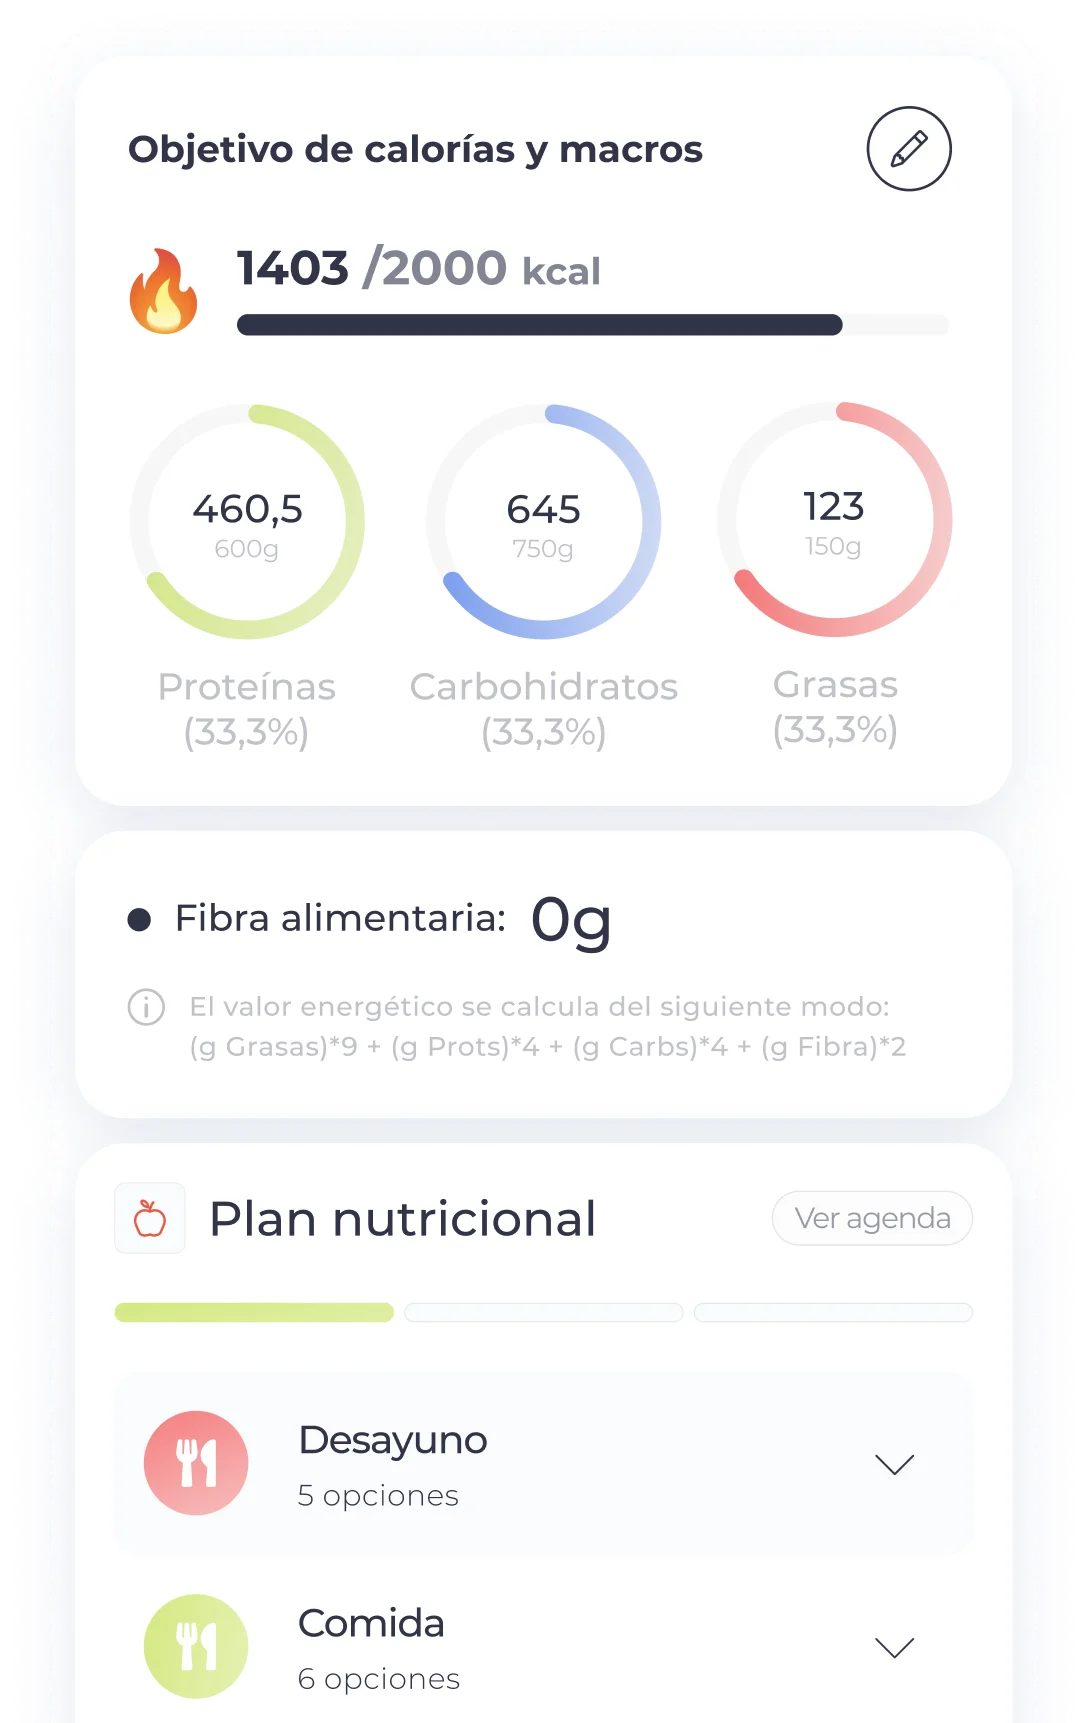 Objetivo de calorías y macros
1403 /2000 kcal
460,5
600g
645
750g
123
150g
Proteínas
(33,3%)
Carbohidratos
(33,3%)
Grasas
(33,3%)
Fibra alimentaria: 0g
El valor energético se calcula del siguiente modo:
(g Grasas)*9 + (g Prots)*4 + (g Carbs)*4 + (g Fibra)*2
Plan nutricional
Ver agenda
Desayuno
5 opciones
Comida
6 opciones